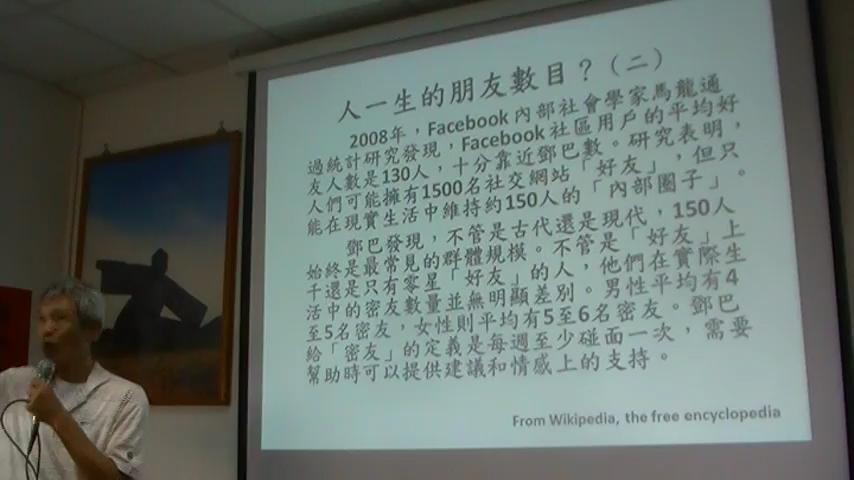 人一生的朋友數目？（二）
2008年，Facebook內部社會學家馬龍通
過統計研究發現，Facebook社區用戶的平均好
友人數是130人，十分靠近鄧巴數。研究表明，
人們可能擁有1500名社交網站「好友」，但只
能在現實生活中維持約150人的「內部圈子」。
鄧巴發現，不管是古代還是現代，150人
始終是最常見的群體規模。不管是「好友」上
千還是只有零星「好友」的人，他們在實際生
活中的密友數量並無明顯差別。男性平均有4
至5名密友，女性則平均有5至6名密友。鄧巴
給「密友」的定義是每週至少碰面一次，需要
幫助時可以提供建議和情感上的支持。
From Wikipedia, the free encyclopedia